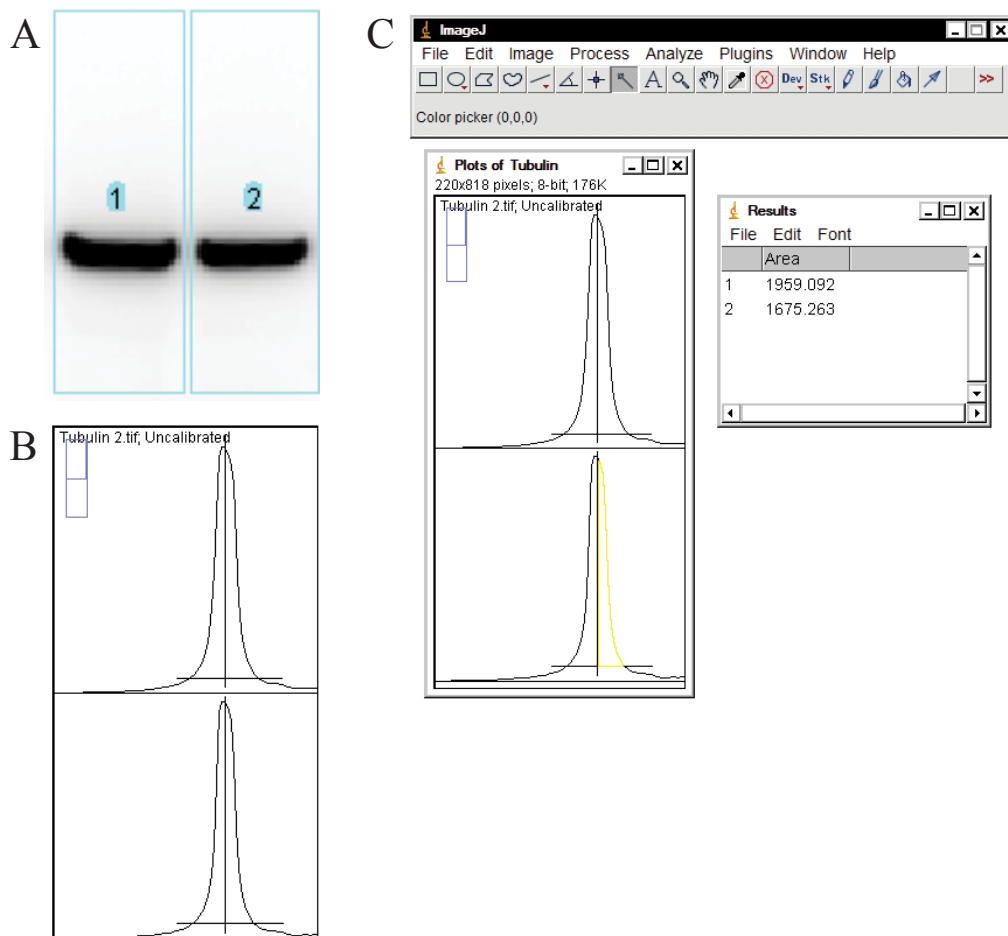 A
1
2
B
Tubulin 2.tif; Uncalibrated
C
ImageJ
File Edit Image Process Analyze Plugins Window Help
A Dev Stk >>
Color picker (0,0,0)
Plots of Tubulin
220x818 pixels; 8-bit; 176K
Tubulin 2.tif; Uncalibrated
Results
File Edit Font
Area
1 1959.092
2 1675.263